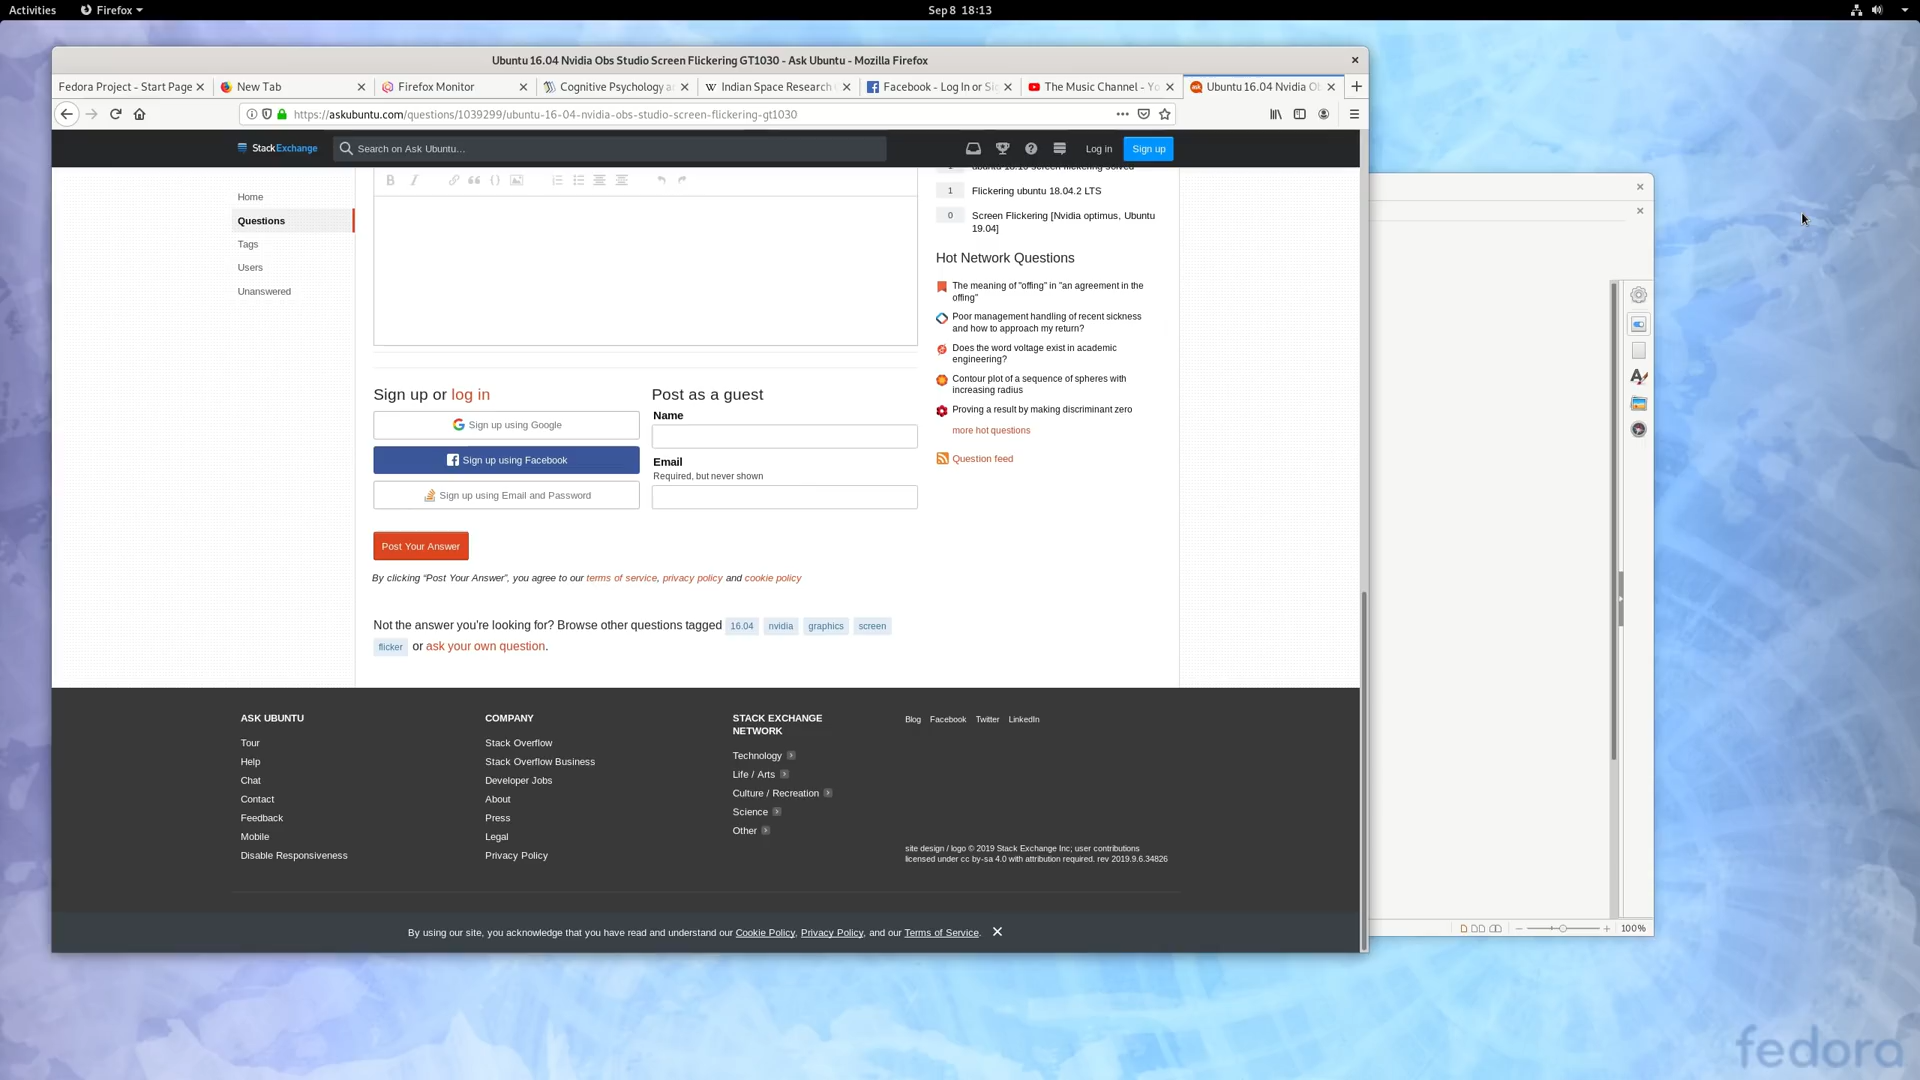 Activities
Firefox
Sep 8 18:13
Ubuntu 16.04 Nvidia Obs Studio Screen Flickering GT1030 - Ask Ubuntu - Mozilla Firefox
Fedora Project - Start Page
New Tab
Firefox Monitor
Cognitive Psychology a
Indian Space Research
Facebook - Log In or Si
The Music Channel - Yo
Ubuntu 16.04 Nvidia O
https://askubuntu.com/questions/1039299/ubuntu-16-04-nvidia-obs-studio-screen-flickering-gt1030
StackExchange
Search on Ask Ubuntu...
Log in
Sign up
Home
Questions
Tags
Users
Unanswered
1 Flickering ubuntu 18.04.2 LTS
0 Screen Flickering [Nvidia optimus, Ubuntu
19.04]
Hot Network Questions
The meaning of "offing" in "an agreement in the
offing"
Poor management handling of recent sickness
and how to approach my return?
Does the word voltage exist in academic
engineering?
Contour plot of a sequence of spheres with
increasing radius
Proving a result by making discriminant zero
more hot questions
Question feed
Sign up or log in
Sign up using Google
Sign up using Facebook
Sign up using Email and Password
Post as a guest
Name
Email
Required, but never shown
Post Your Answer
By clicking “Post Your Answer”, you agree to our terms of service, privacy policy and cookie policy
Not the answer you're looking for? Browse other questions tagged 16.04 nvidia graphics screen
flicker or ask your own question.
ASK UBUNTU
Tour
Help
Chat
Contact
Feedback
Mobile
Disable Responsiveness
COMPANY
Stack Overflow
Stack Overflow Business
Developer Jobs
About
Press
Legal
Privacy Policy
STACK EXCHANGE
NETWORK
Technology
Life / Arts
Culture / Recreation
Science
Other
Blog Facebook Twitter LinkedIn
site design / logo © 2019 Stack Exchange Inc; user contributions
licensed under cc by-sa 4.0 with attribution required. rev 2019.9.6.34826
By using our site, you acknowledge that you have read and understand our Cookie Policy, Privacy Policy, and our Terms of Service.
100%
fedora